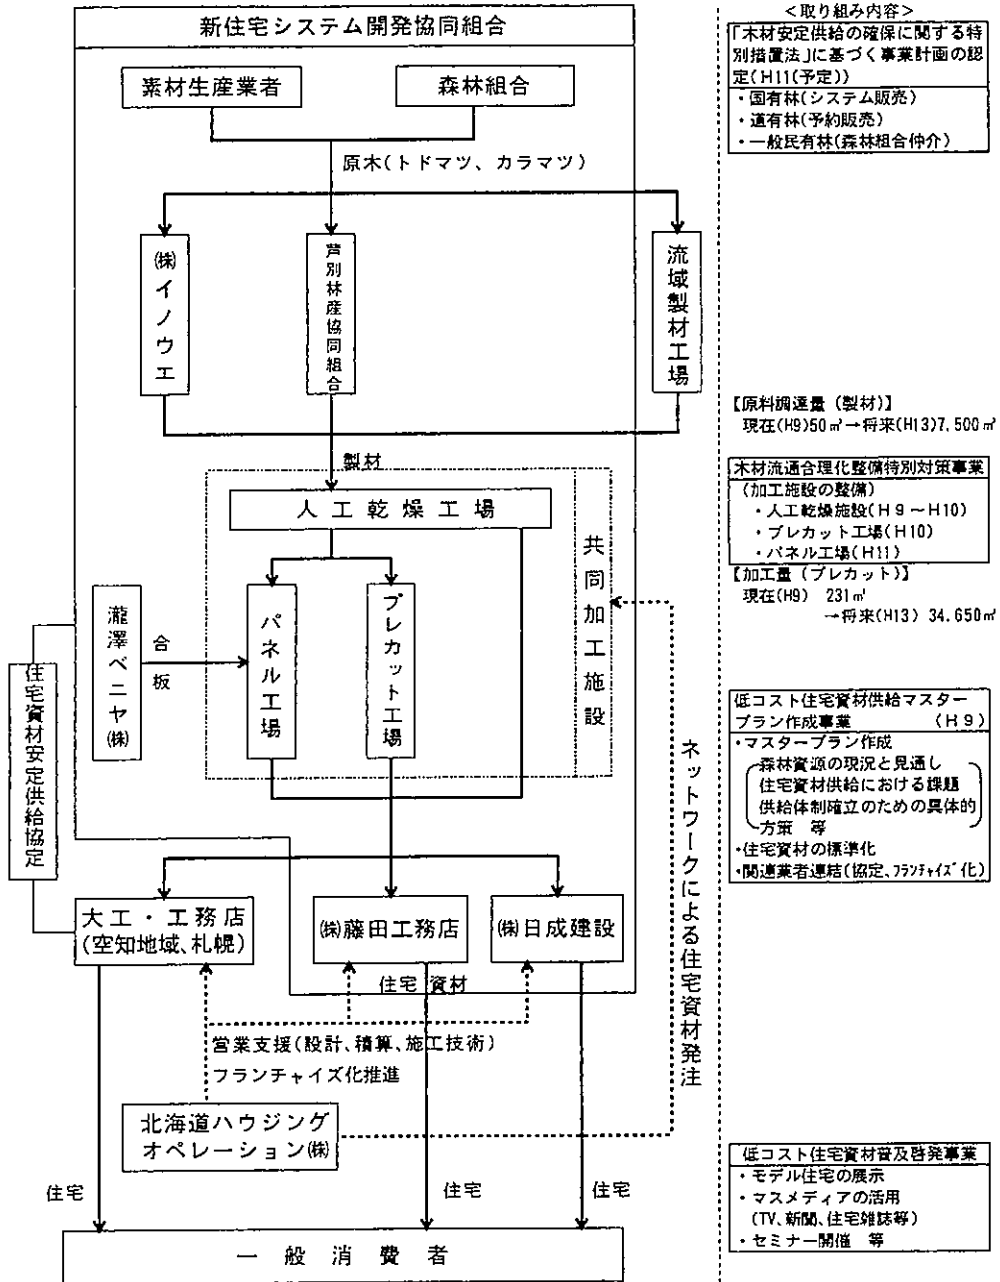 新住宅システム開発協同組合
素材生産業者
森林組合
原木(トドマツ、カラマツ)
㈱イノウエ
芦別林産協同組合
流域製材工場
製材
人工乾燥工場
共同加工施設
パネル工場
プレカット工場
瀧澤ベニヤ㈱
合板
住宅資材安定供給協定
大工・工務店
(空知地域、札幌)
㈱藤田工務店
㈱日成建設
住宅資材
営業支援(設計、積算、施工技術)
フランチャイズ化推進
北海道ハウジング
オペレーション㈱
ネットワークによる住宅資材発注
住宅
住宅
住宅
一般消費者
<取り組み内容>
「木材安定供給の確保に関する特
別措置法」に基づく事業計画の認
定(H11(予定))
・国有林(システム販売)
・道有林(予約販売)
・一般民有林(森林組合仲介)
【原料調達量(製材)】
現在(H9)50㎥→将来(H13)7,500㎥
木材流通合理化整備特別対策事業
(加工施設の整備)
・人工乾燥施設(H9~H10)
・プレカット工場(H10)
・パネル工場(H11)
【加工量(プレカット)】
現在(H9) 231㎥
→将来(H13) 34.650㎥
低コスト住宅資材供給マスター
プラン作成事業 (H9)
・マスタープラン作成
森林資源の現況と見通し
住宅資材供給における課題
供給体制確立のための具体的
方策 等
・住宅資材の標準化
・関連業者連結(協定、フランチャイズ化)
低コスト住宅資材普及啓発事業
・モデル住宅の展示
・マスメディアの活用
(TV、新聞、住宅雑誌等)
・セミナー開催 等